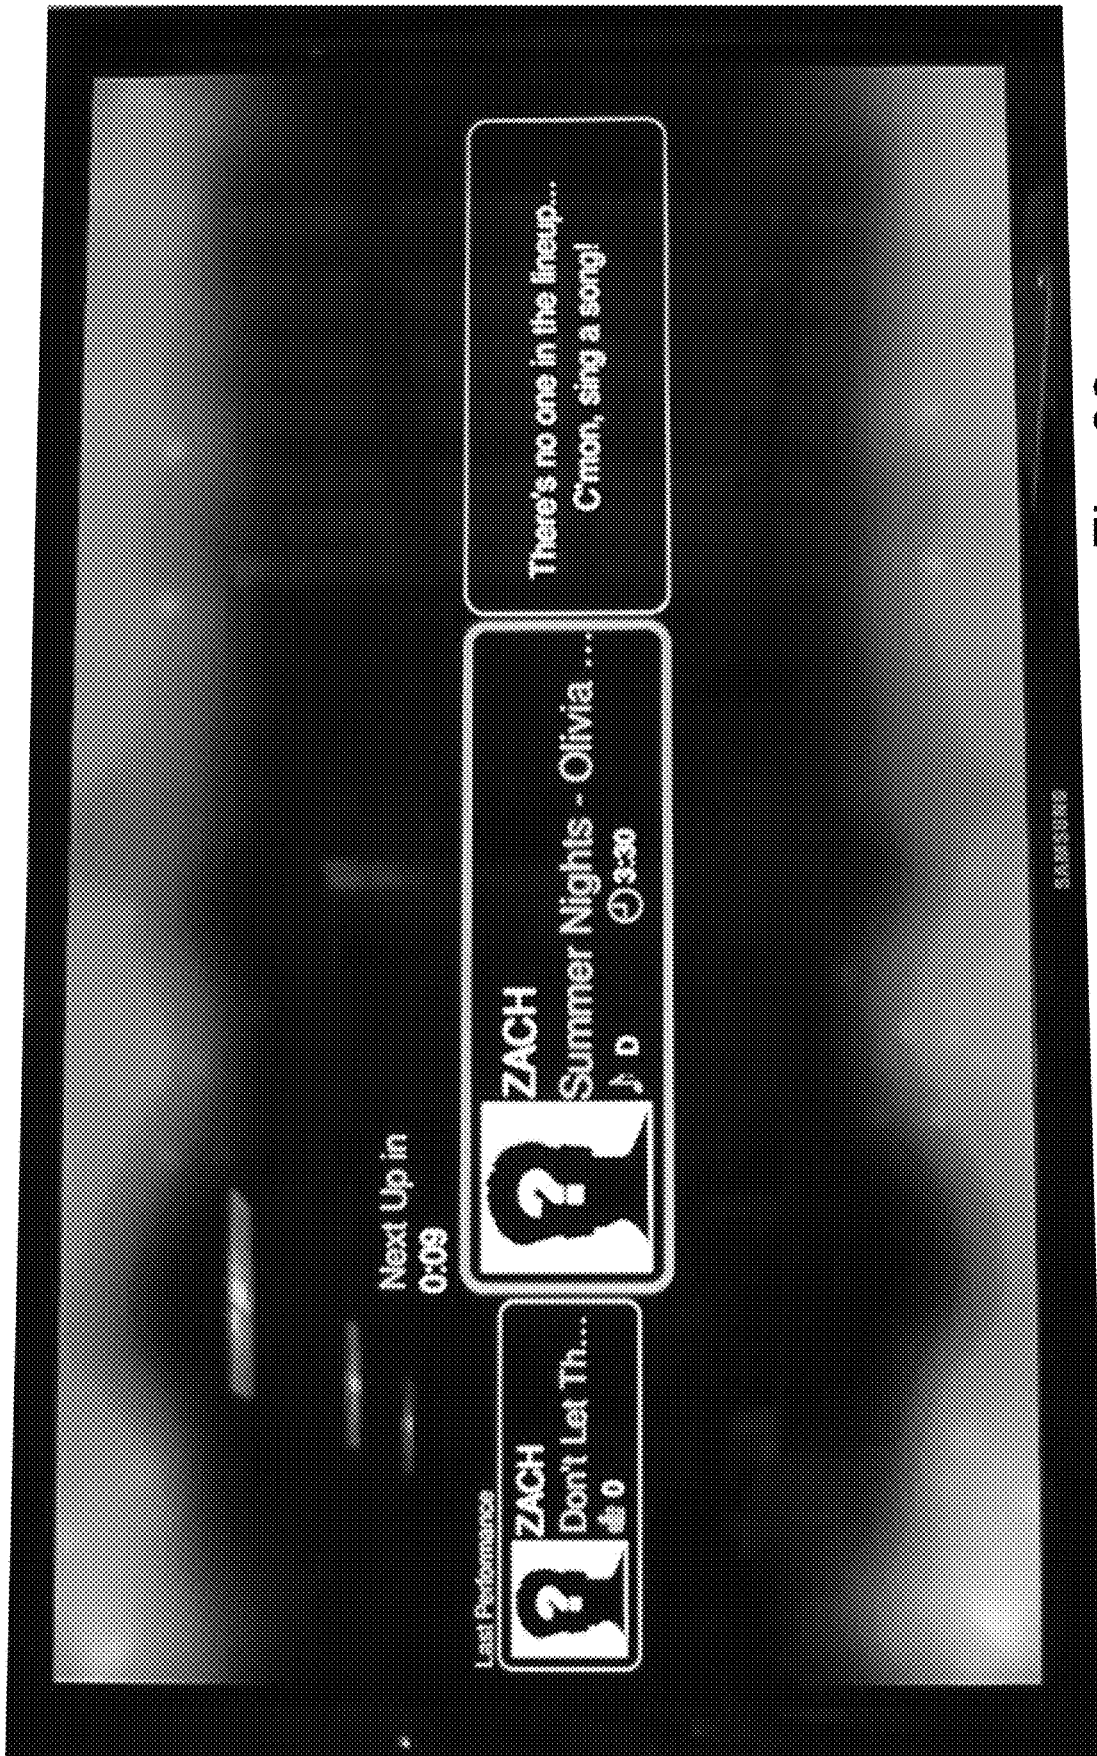 Next Up in
0:09
Last Performance
ZACH
Don't Let Th...
0
ZACH
Summer Nights - Olivia ...
D
3:30
There's no one in the lineup...
C'mon, sing a song!
SAMSUNG